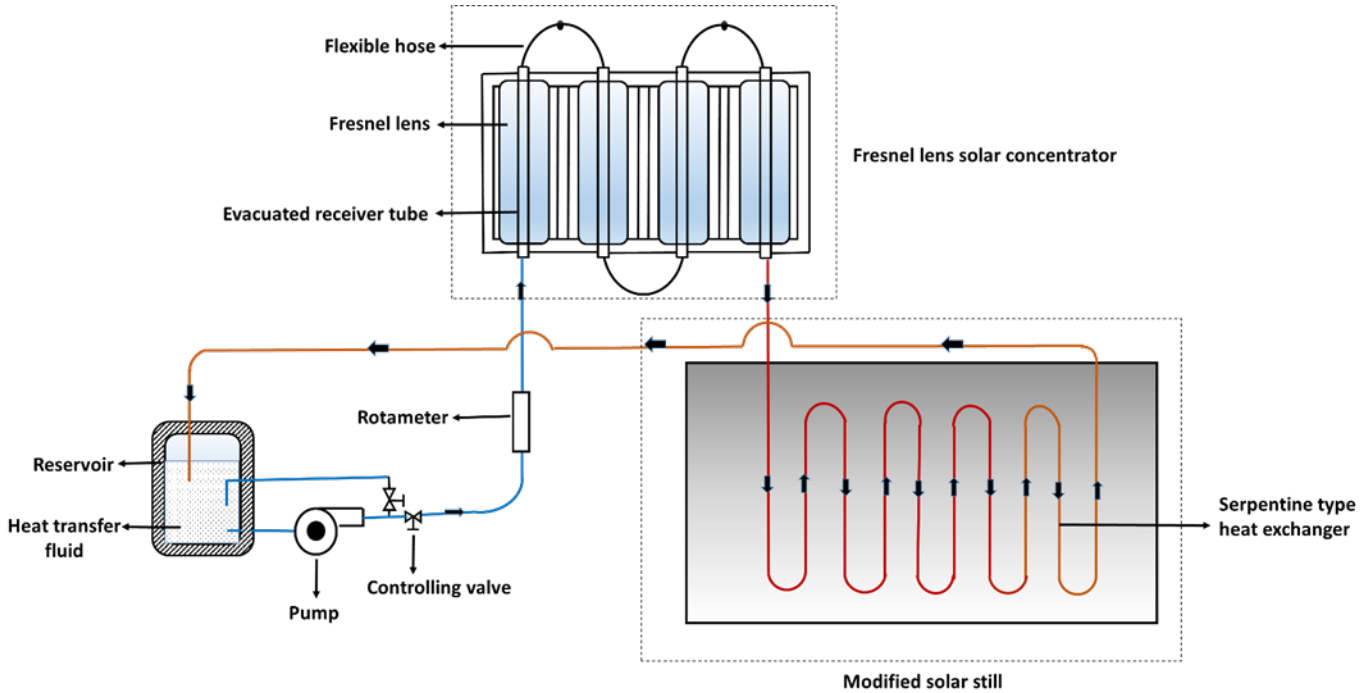 Flexible hose
Fresnel lens
Evacuated receiver tube
Fresnel lens solar concentrator
Rotameter
Reservoir
Heat transfer
fluid
Controlling valve
Pump
Serpentine type
heat exchanger
Modified solar still